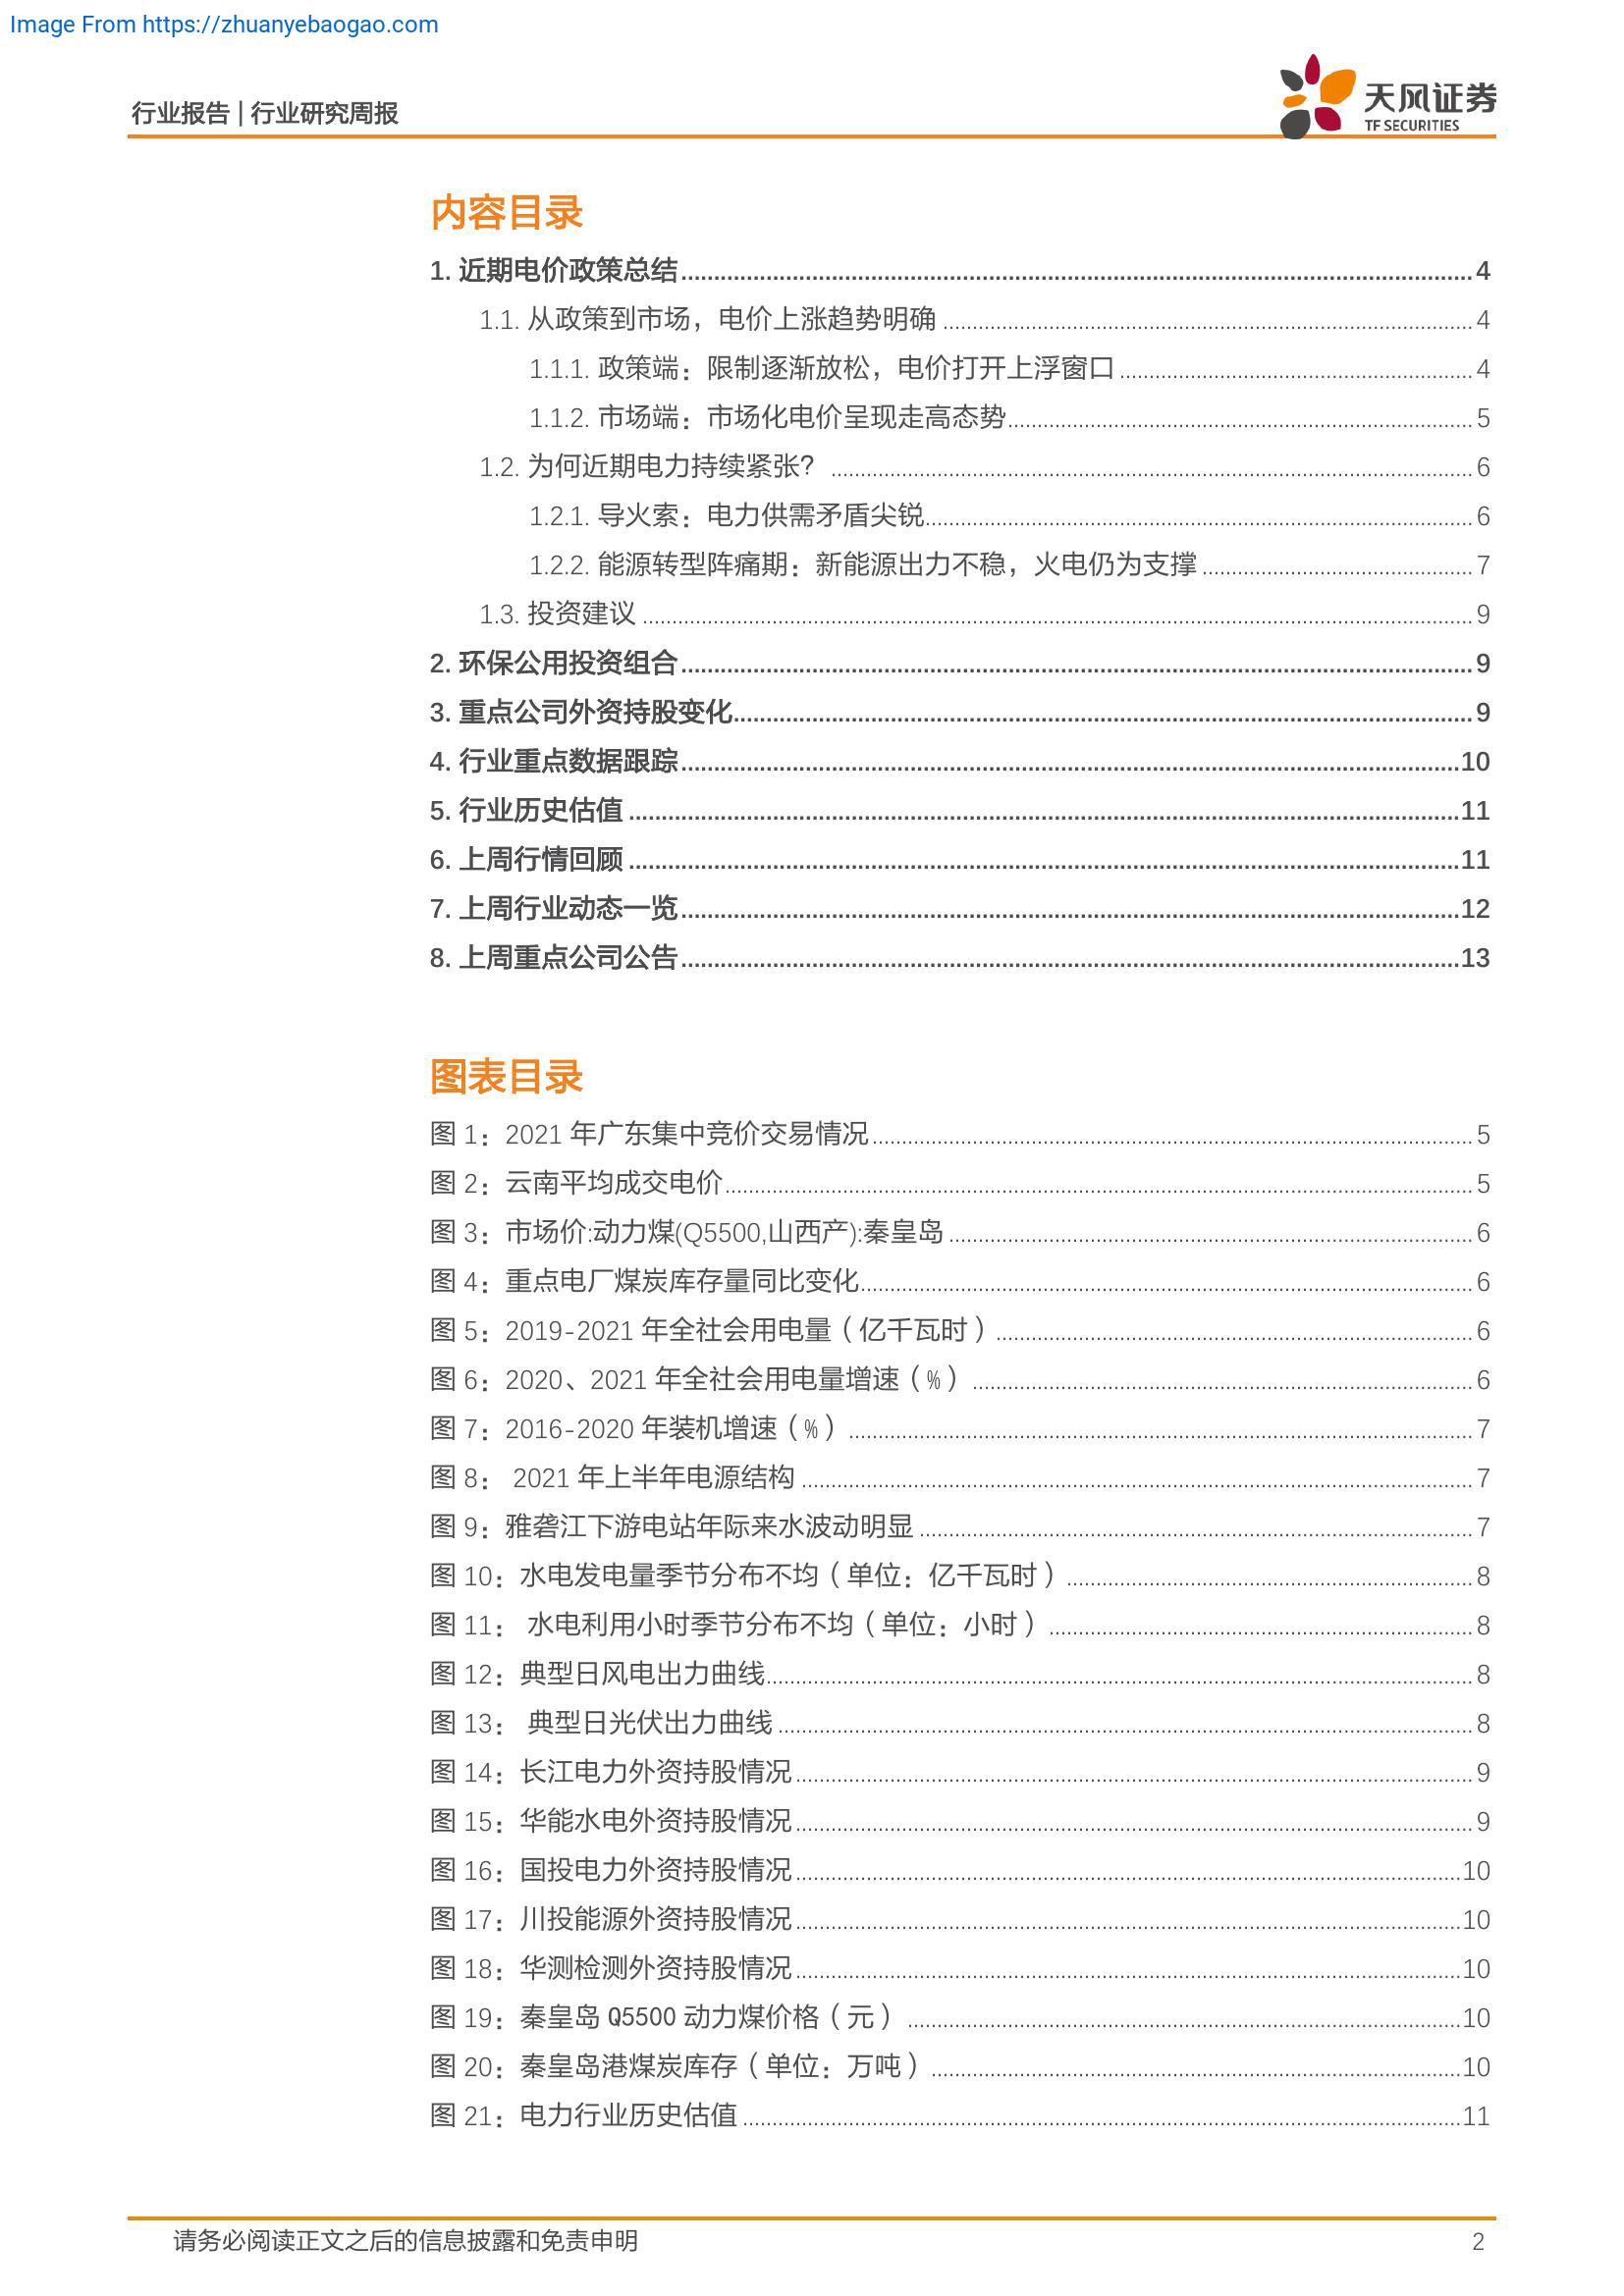 Image From https://zhuanyebaogao.com
行业报告 | 行业研究周报
天风证券
TF SECURITIES
内容目录
1. 近期电价政策总结 4
1.1. 从政策到市场，电价上涨趋势明确 4
1.1.1. 政策端：限制逐渐放松，电价打开上浮窗口 4
1.1.2. 市场端：市场化电价呈现走高态势 5
1.2. 为何近期电力持续紧张？ 6
1.2.1. 导火索：电力供需矛盾尖锐 6
1.2.2. 能源转型阵痛期：新能源出力不稳，火电仍为支撑 7
1.3. 投资建议 9
2. 环保公用投资组合 9
3. 重点公司外资持股变化 9
4. 行业重点数据跟踪 10
5. 行业历史估值 11
6. 上周行情回顾 11
7. 上周行业动态一览 12
8. 上周重点公司公告 13
图表目录
图 1：2021 年广东集中竞价交易情况 5
图 2：云南平均成交电价 5
图 3：市场价:动力煤(Q5500,山西产):秦皇岛 6
图 4：重点电厂煤炭库存量同比变化 6
图 5：2019-2021 年全社会用电量（亿千瓦时） 6
图 6：2020、2021 年全社会用电量增速（%） 6
图 7：2016-2020 年装机增速（%） 7
图 8： 2021 年上半年电源结构 7
图 9：雅砻江下游电站年际来水波动明显 7
图 10：水电发电量季节分布不均（单位：亿千瓦时） 8
图 11： 水电利用小时季节分布不均（单位：小时） 8
图 12：典型日风电出力曲线 8
图 13： 典型日光伏出力曲线 8
图 14：长江电力外资持股情况 9
图 15：华能水电外资持股情况 9
图 16：国投电力外资持股情况 10
图 17：川投能源外资持股情况 10
图 18：华测检测外资持股情况 10
图 19：秦皇岛 Q5500 动力煤价格（元） 10
图 20：秦皇岛港煤炭库存（单位：万吨） 10
图 21：电力行业历史估值 11
请务必阅读正文之后的信息披露和免责申明 2